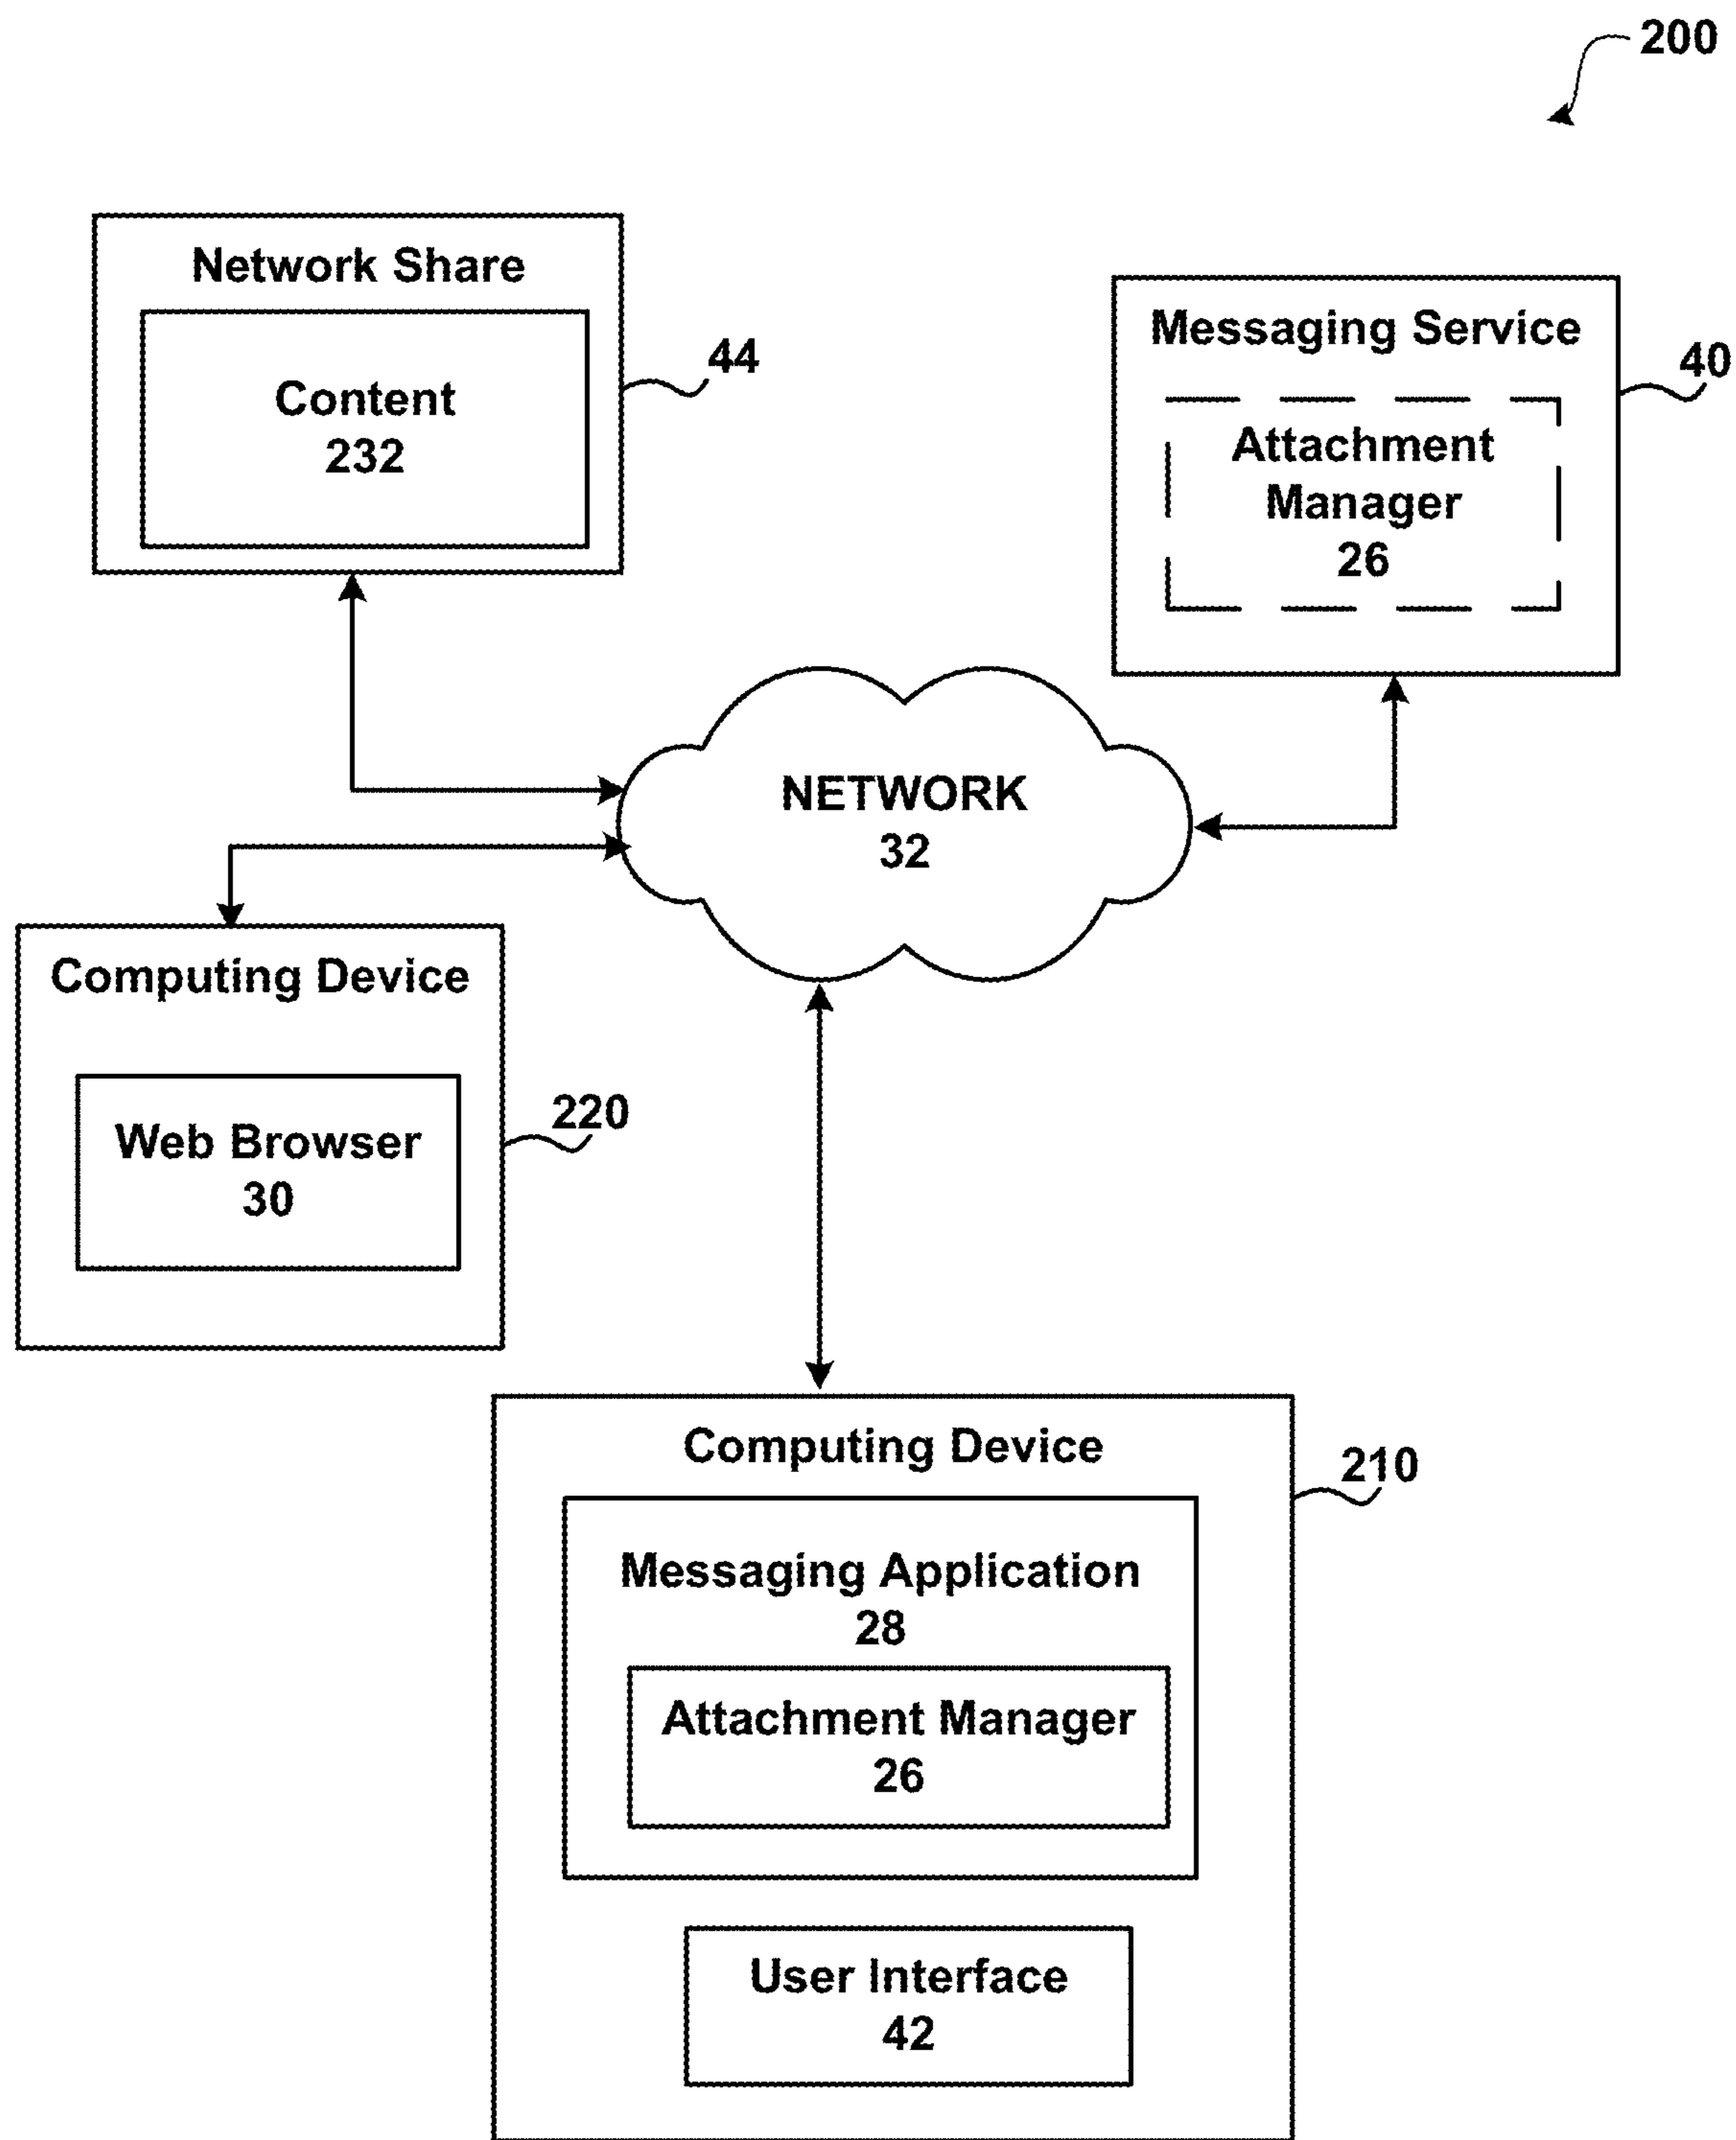 200
Network Share
Content
232
44
Messaging Service
Attachment
Manager
26
40
NETWORK
32
Computing Device
Web Browser
30
220
Computing Device
210
Messaging Application
28
Attachment Manager
26
User Interface
42